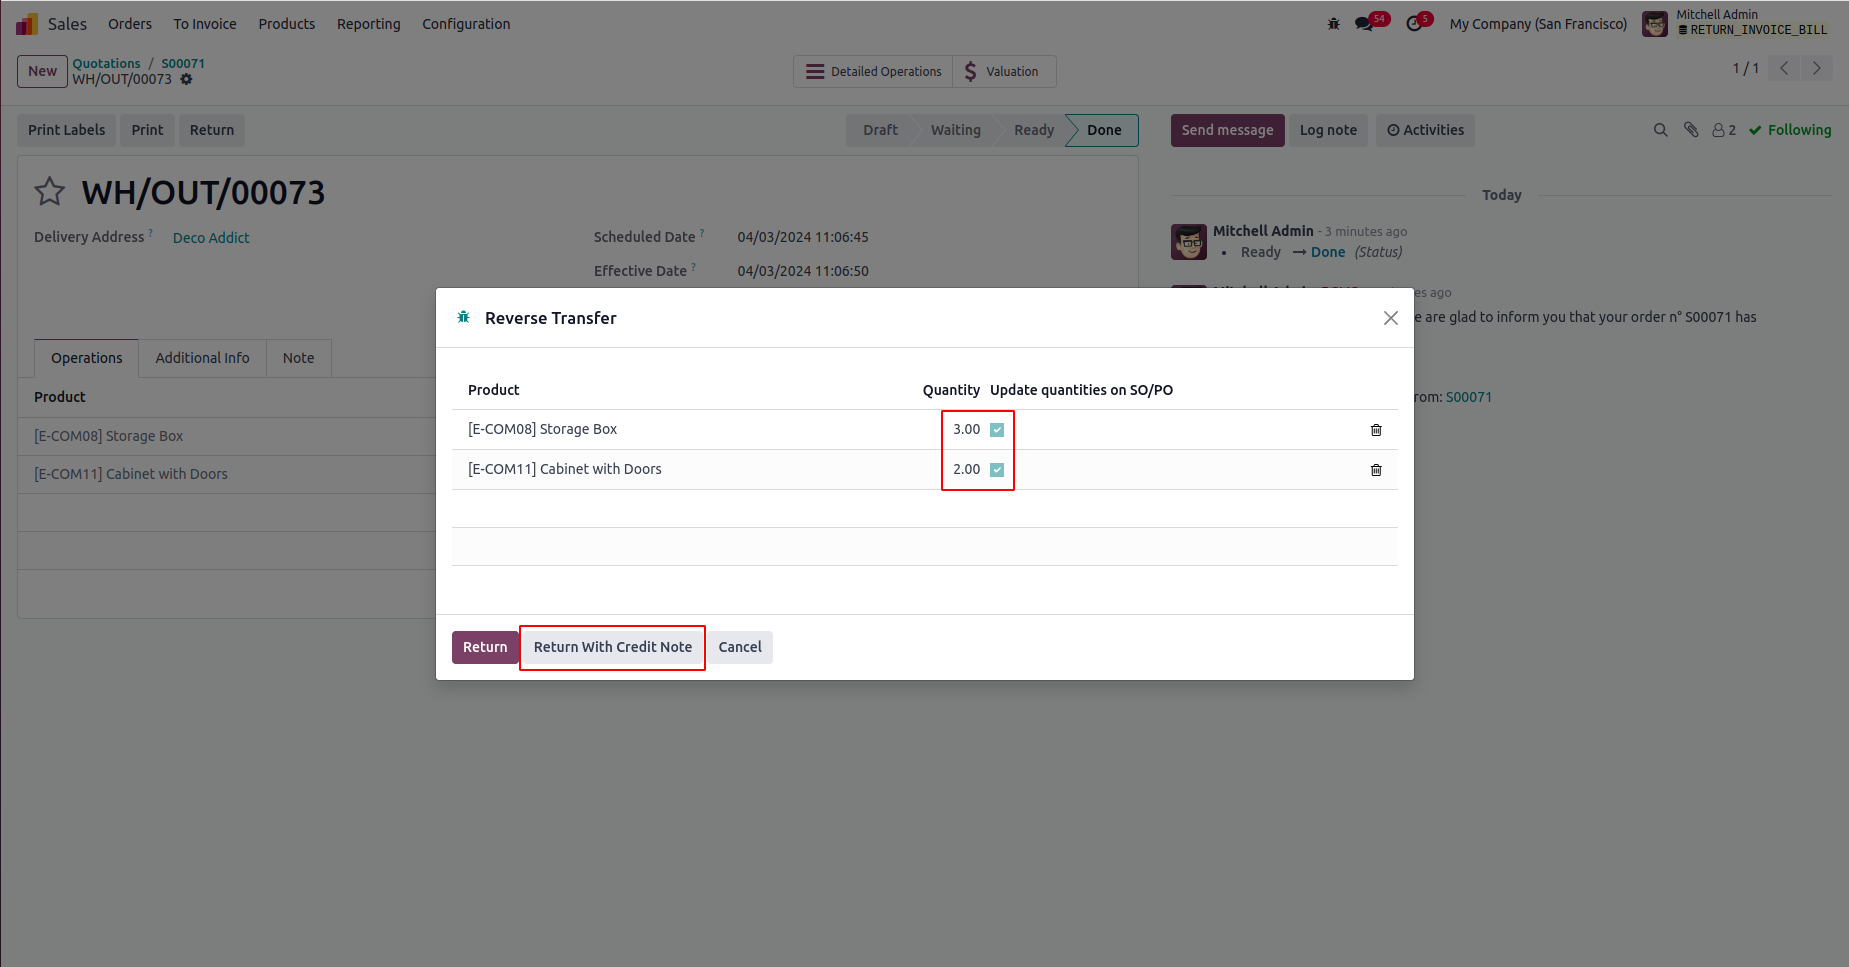 Sales Orders To Invoice Products Reporting Configuration 54 5 My Company (San Francisco) Mitchell Admin
RETURN_INVOICE_BILL
New Quotations / S00071
WH/OUT/00073
Detailed Operations Valuation 1 / 1
Print Labels Print Return Draft Waiting Ready Done Send message Log note Activities 2 Following
WH/OUT/00073
Today
Delivery Address ? Deco Addict Scheduled Date ? 04/03/2024 11:06:45
Effective Date ? 04/03/2024 11:06:50
Mitchell Admin - 3 minutes ago
Ready → Done (Status)
es ago
e are glad to inform you that your order n° S00071 has
rom: S00071
Operations Additional Info Note
Product
[E-COM08] Storage Box
[E-COM11] Cabinet with Doors
Reverse Transfer
Product Quantity Update quantities on SO/PO
[E-COM08] Storage Box 3.00
[E-COM11] Cabinet with Doors 2.00
Return Return With Credit Note Cancel